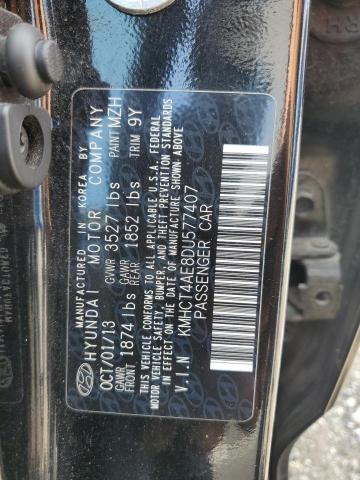 HYUNDAI MOTOR COMPANY
MADE IN KOREA BY
OCT/01/13 GVWR 3527 lbs PAINT MZH
GAWR FRONT 1874 lbs GAWR REAR 1852 lbs TRIM 9Y
THIS VEHICLE CONFORMS TO ALL APPLICABLE U.S.A. FEDERAL
MOTOR VEHICLE SAFETY, BUMPER, AND THEFT PREVENTION STANDARDS
IN EFFECT ON THE DATE OF MANUFACTURE SHOWN ABOVE
V.I.N KMHCT4AE8DU577407
PASSENGER CAR